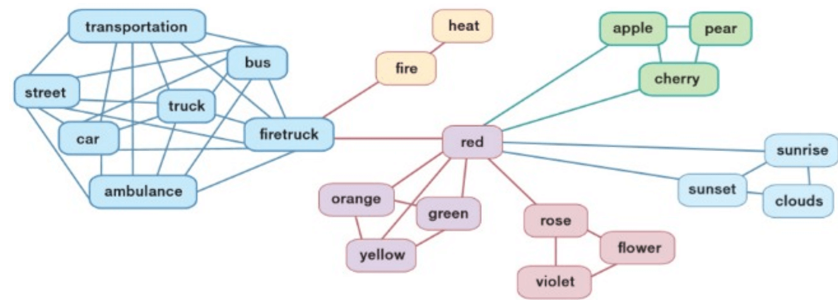 transportation
heat
apple
pear
bus
fire
cherry
street
truck
car
firetruck
red
sunrise
ambulance
orange
green
sunset
clouds
rose
flower
yellow
violet